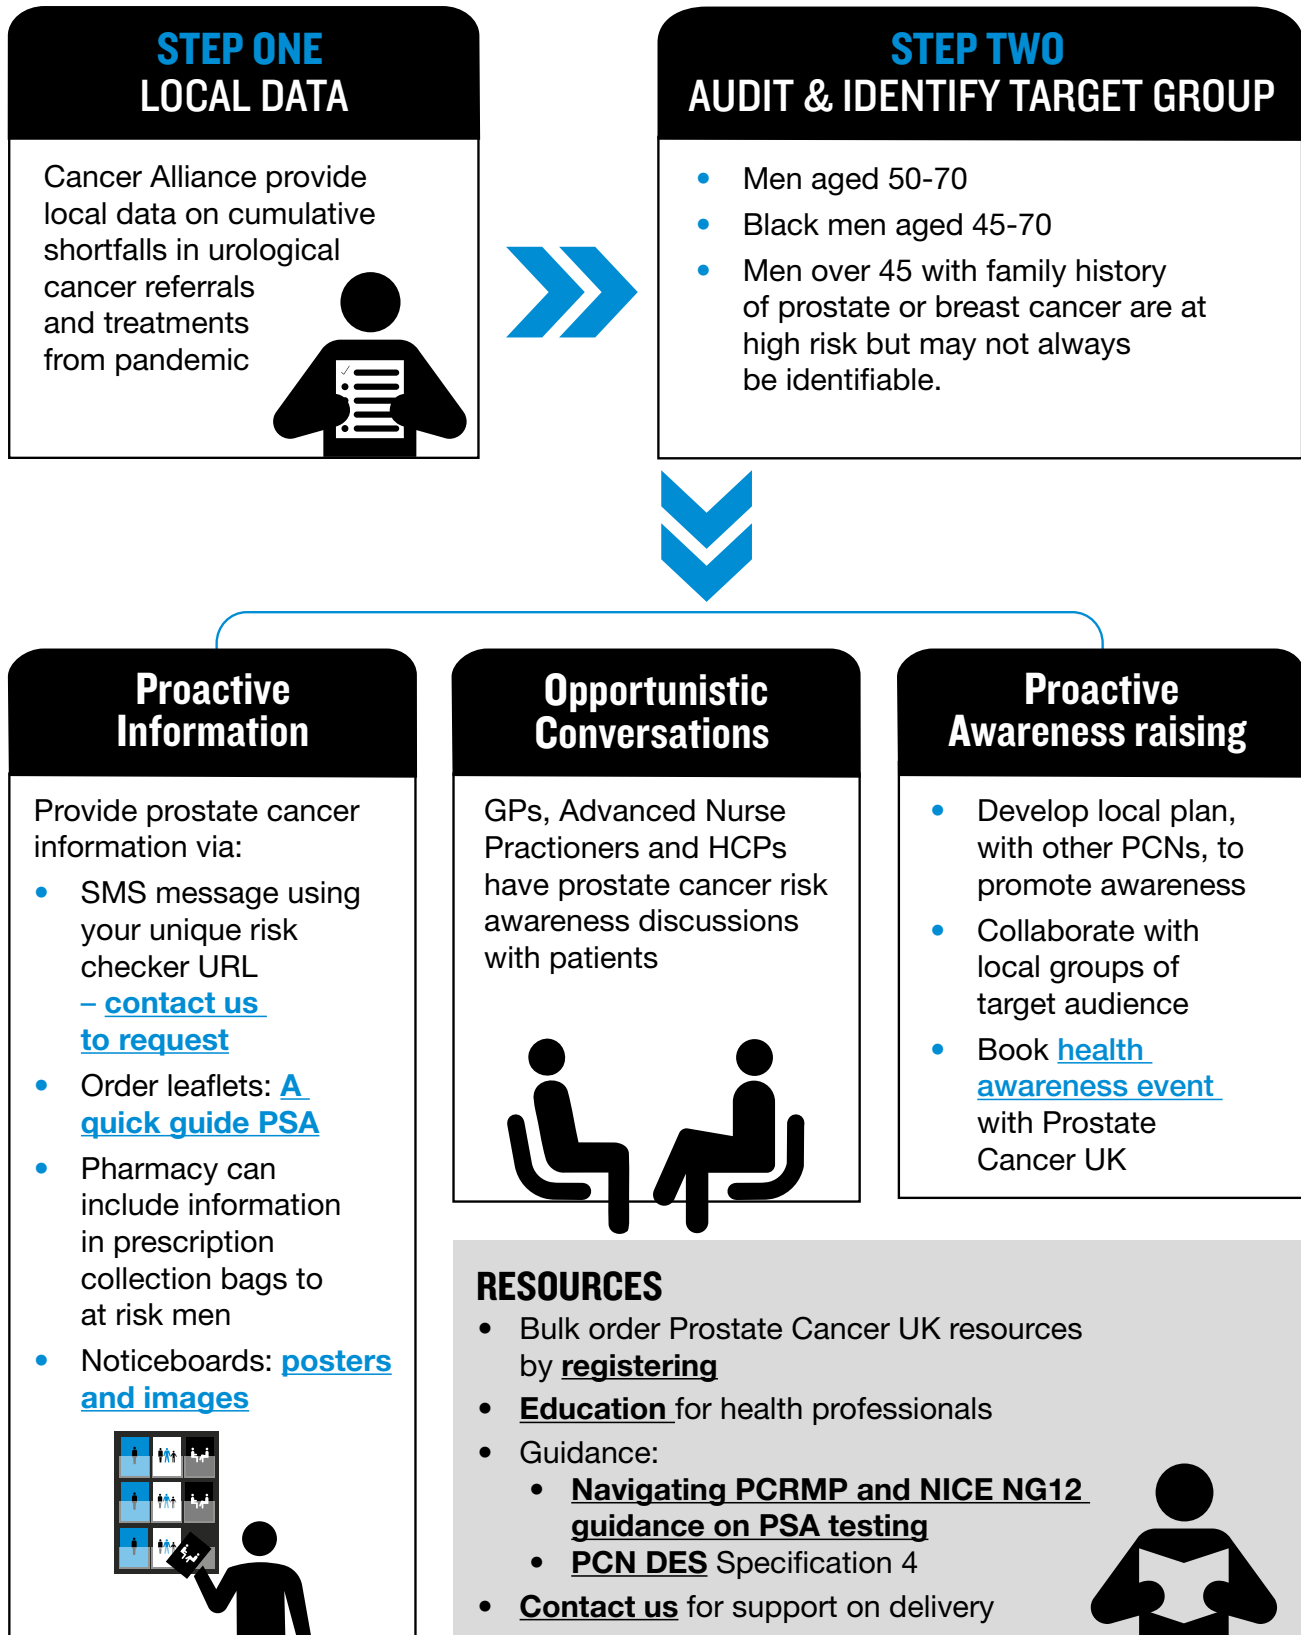 STEP ONE
LOCAL DATA
Cancer Alliance provide
local data on cumulative
shortfalls in urological
cancer referrals
and treatments
from pandemic
STEP TWO
AUDIT & IDENTIFY TARGET GROUP
• Men aged 50-70
• Black men aged 45-70
• Men over 45 with family history
of prostate or breast cancer are at
high risk but may not always
be identifiable.
Proactive
Information
Provide prostate cancer
information via:
• SMS message using
your unique risk
checker URL
– contact us
to request
• Order leaflets: A
quick guide PSA
• Pharmacy can
include information
in prescription
collection bags to
at risk men
• Noticeboards: posters
and images
Opportunistic
Conversations
GPs, Advanced Nurse
Practioners and HCPs
have prostate cancer risk
awareness discussions
with patients
Proactive
Awareness raising
• Develop local plan,
with other PCNs, to
promote awareness
• Collaborate with
local groups of
target audience
• Book health
awareness event
with Prostate
Cancer UK
RESOURCES
• Bulk order Prostate Cancer UK resources
by registering
• Education for health professionals
• Guidance:
• Navigating PCRMP and NICE NG12
guidance on PSA testing
• PCN DES Specification 4
• Contact us for support on delivery